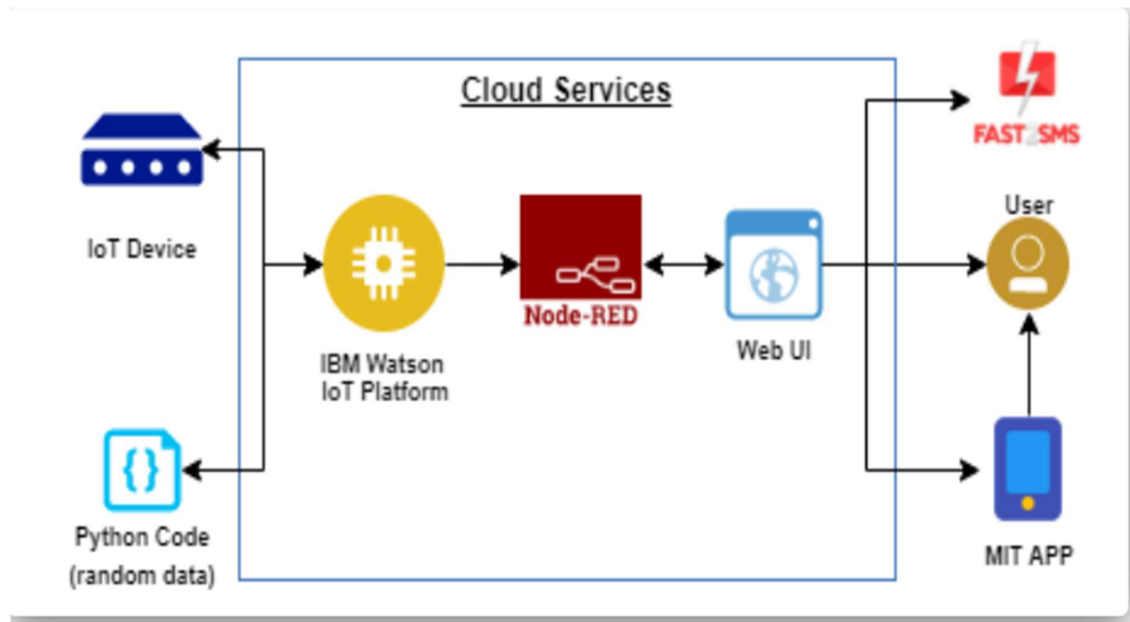 Cloud Services
FAST2SMS
User
IoT Device
Node-RED
Web UI
IBM Watson
IoT Platform
Python Code
(random data)
MIT APP